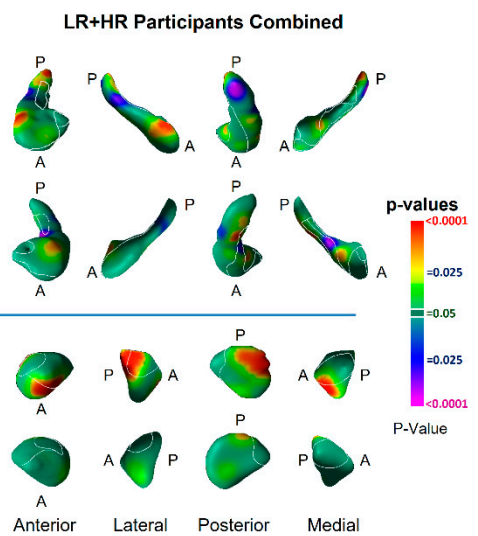 LR+HR Participants Combined
P
P
P
P
A
A
A
A
P
P
P
P
A
A
A
A
p-values
<0.0001
=0.025
=0.05
=0.025
<0.0001
P-Value
P
P
A
A
P
A
P
A
P
A
P
A
A
Anterior
Lateral
Posterior
Medial